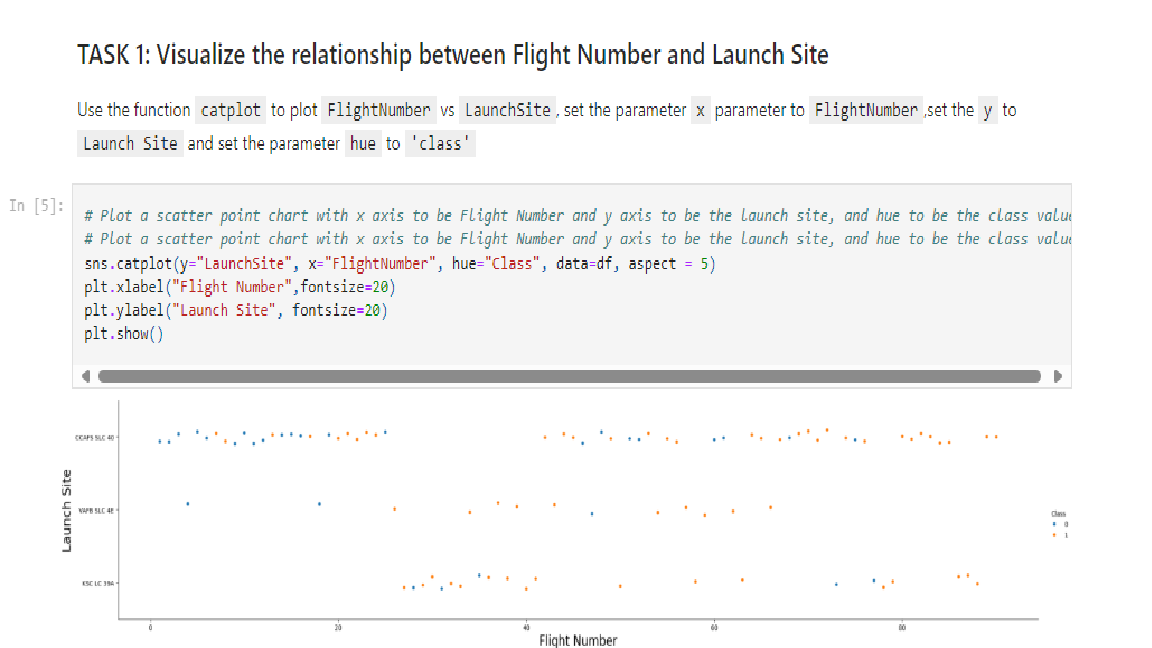 TASK 1: Visualize the relationship between Flight Number and Launch Site
Use the function catplot to plot FlightNumber vs LaunchSite , set the parameter x parameter to FlightNumber ,set the y to
Launch Site and set the parameter hue to 'class'
In [5]:
# Plot a scatter point chart with x axis to be Flight Number and y axis to be the launch site, and hue to be the class valu
# Plot a scatter point chart with x axis to be Flight Number and y axis to be the launch site, and hue to be the class valu
sns.catplot(y="LaunchSite", x="FlightNumber", hue="Class", data=df, aspect = 5)
plt.xlabel("Flight Number",fontsize=20)
plt.ylabel("Launch Site", fontsize=20)
plt.show()
CCAFS SLC 40
VAFB SLC 4E
KSC LC 39A
Launch Site
Class
0
1
0 20 40 60 80
Flight Number